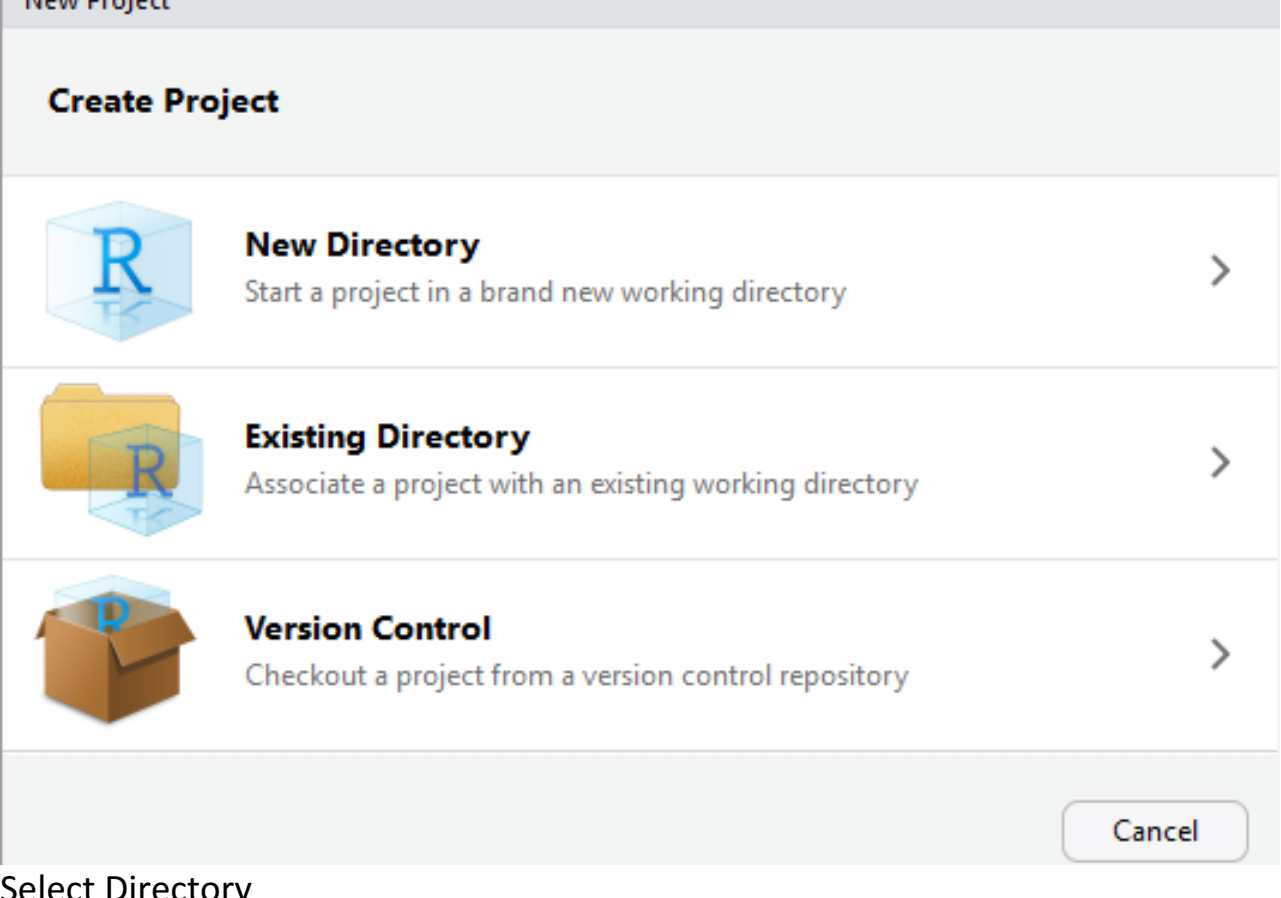 New Project
Create Project
R
New Directory
Start a project in a brand new working directory
R
Existing Directory
Associate a project with an existing working directory
R
Version Control
Checkout a project from a version control repository
Cancel
Select Directory